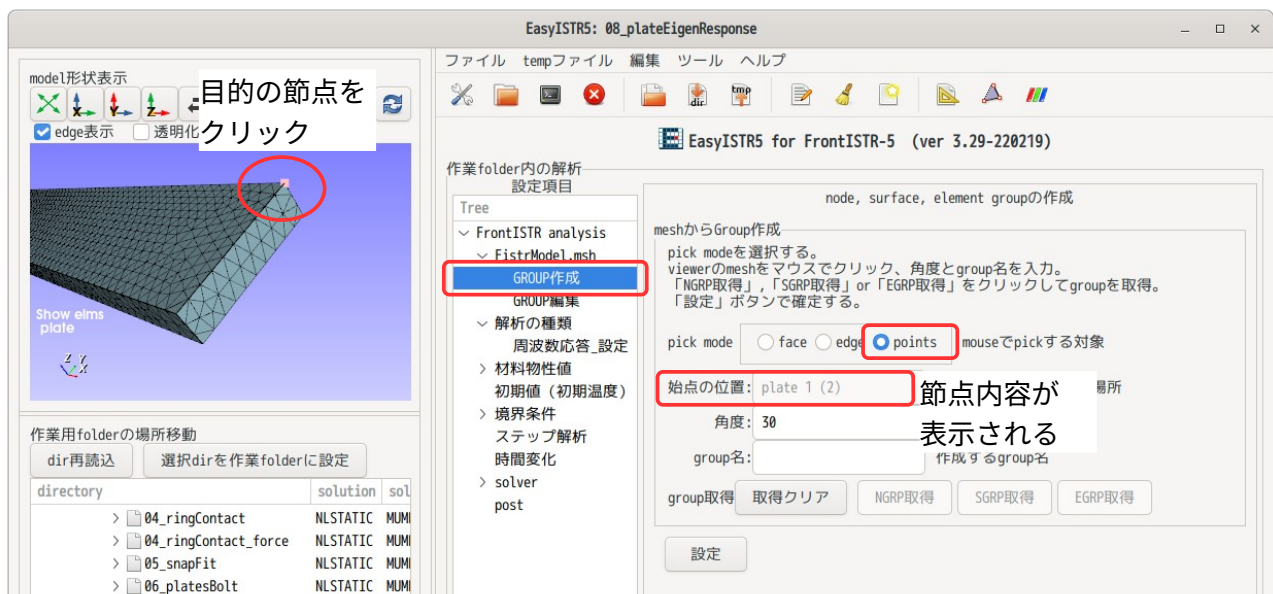 EasyISTR5: 08_plateEigenResponse
ファイル tempファイル 編集 ツール ヘルプ
model形状表示
目的の節点を
クリック
edge表示 透明化
EasyISTR5 for FrontISTR-5 (ver 3.29-220219)
Show elms
plate
作業folder内の解析
設定項目
Tree
FrontISTR analysis
FistrModel.msh
GROUP作成
GROUP編集
解析の種類
周波数応答_設定
材料物性値
初期値（初期温度）
境界条件
ステップ解析
時間変化
solver
post
node, surface, element groupの作成
meshからGroup作成
pick modeを選択する。
viewerのmeshをマウスでクリック、角度とgroup名を入力。
「NGRP取得」,「SGRP取得」or「EGRP取得」をクリックしてgroupを取得。
「設定」ボタンで確定する。
pick mode face edge points mouseでpickする対象
始点の位置: plate 1 (2) 場所
節点内容が
表示される
角度: 30
group名: 作成するgroup名
group取得 取得クリア NGRP取得 SGRP取得 EGRP取得
設定
作業用folderの場所移動
dir再読込 選択dirを作業folderに設定
directory solution sol
04_ringContact NLSTATIC MUM
04_ringContact_force NLSTATIC MUM
05_snapFit NLSTATIC MUM
06_platesBolt NLSTATIC MUM